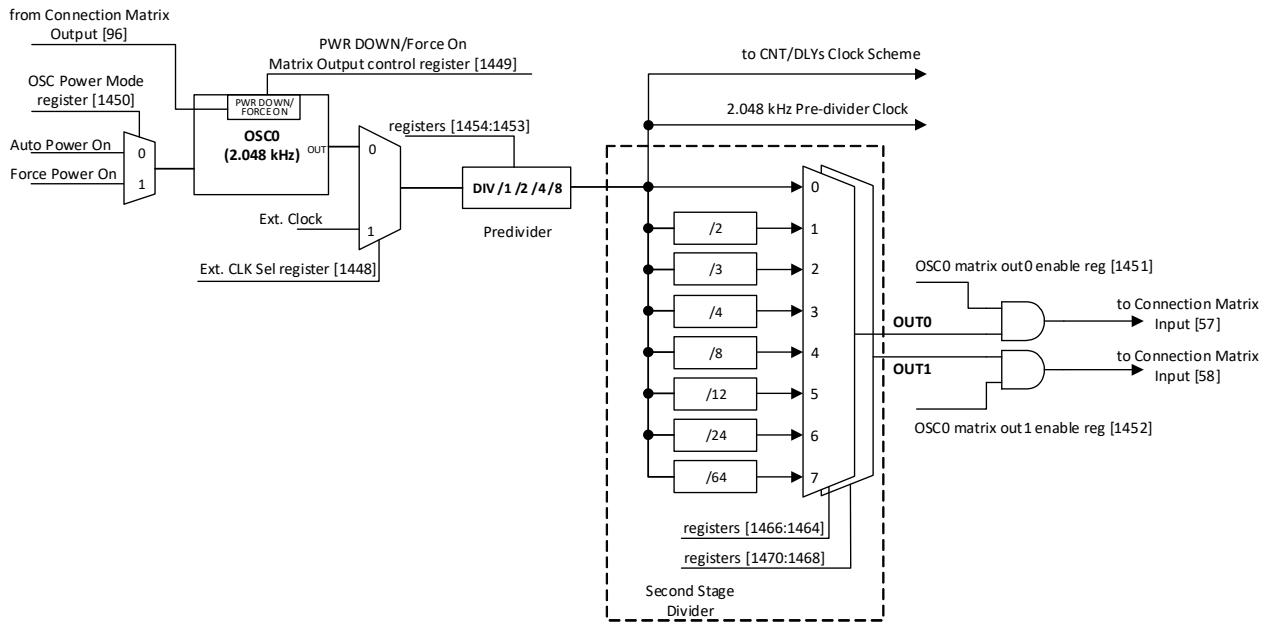 from Connection Matrix
Output [96]
PWR DOWN/Force On
Matrix Output control register [1449]
OSC Power Mode
register [1450]
PWR DOWN/
FORCE ON
OSC0
(2.048 kHz)
OUT
Auto Power On
0
Force Power On
1
0
Ext. Clock
1
Ext. CLK Sel register [1448]
registers [1454:1453]
DIV /1 /2 /4 /8
Predivider
to CNT/DLYs Clock Scheme
2.048 kHz Pre-divider Clock
0
/2
1
/3
2
/4
3
/8
4
/12
5
/24
6
/64
7
registers [1466:1464]
registers [1470:1468]
Second Stage
Divider
OUT0
OUT1
OSC0 matrix out0 enable reg [1451]
to Connection Matrix
Input [57]
to Connection Matrix
Input [58]
OSC0 matrix out1 enable reg [1452]